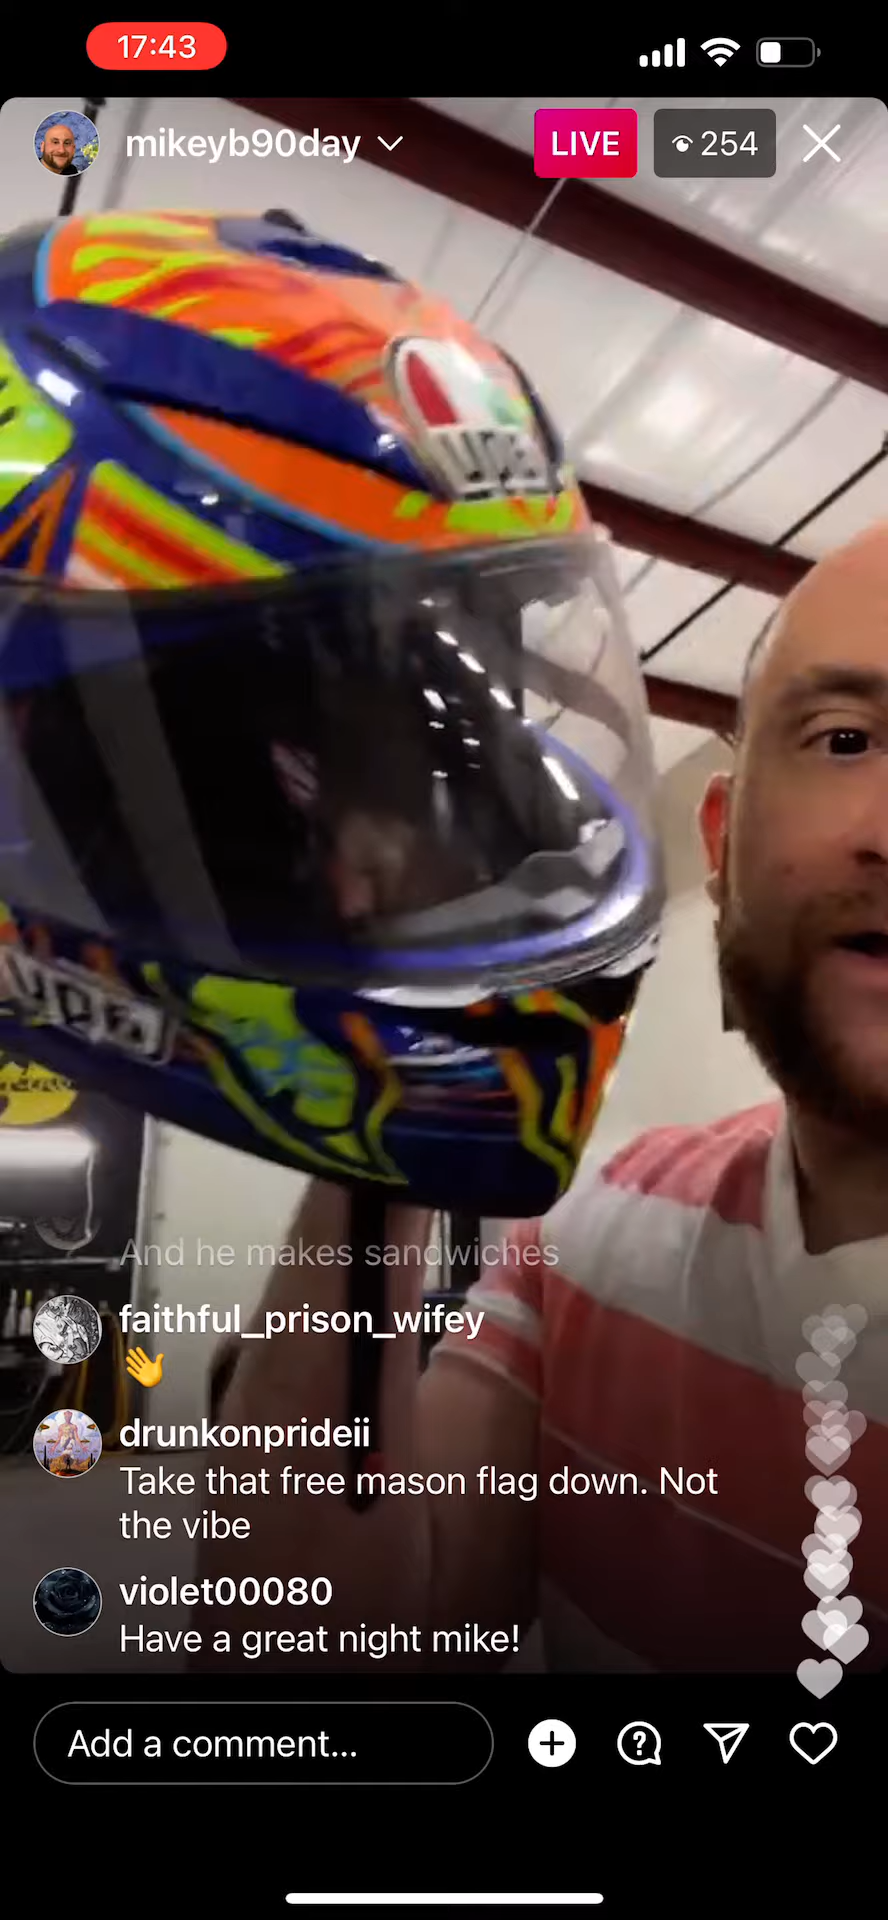 17:43
mikeyb90day
LIVE
254
And he makes sandwiches
faithful_prison_wifey
👋
drunkonprideii
Take that free mason flag down. Not
the vibe
violet00080
Have a great night mike!
Add a comment...